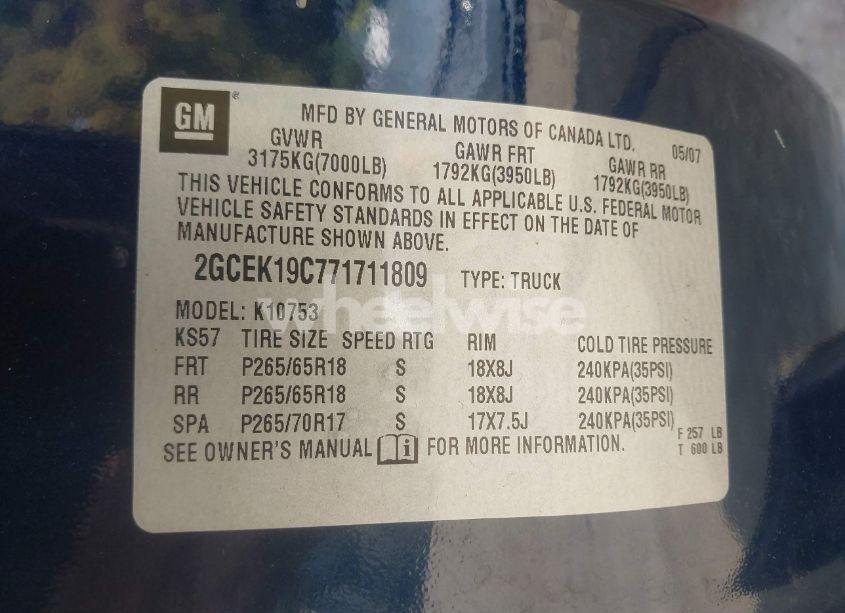 GM
MFD BY GENERAL MOTORS OF CANADA LTD. 05/07
GVWR GAWR FRT GAWR RR
3175KG(7000LB) 1792KG(3950LB) 1792KG(3950LB)
THIS VEHICLE CONFORMS TO ALL APPLICABLE U.S. FEDERAL MOTOR
VEHICLE SAFETY STANDARDS IN EFFECT ON THE DATE OF
MANUFACTURE SHOWN ABOVE.
2GCEK19C771711809 TYPE: TRUCK
wheelwise
MODEL: K10753
KS57 TIRE SIZE SPEED RTG RIM COLD TIRE PRESSURE
FRT P265/65R18 S 18X8J 240KPA(35PSI)
RR P265/65R18 S 18X8J 240KPA(35PSI)
SPA P265/70R17 S 17X7.5J 240KPA(35PSI)
F 257 LB
SEE OWNER'S MANUAL i FOR MORE INFORMATION. T 600 LB